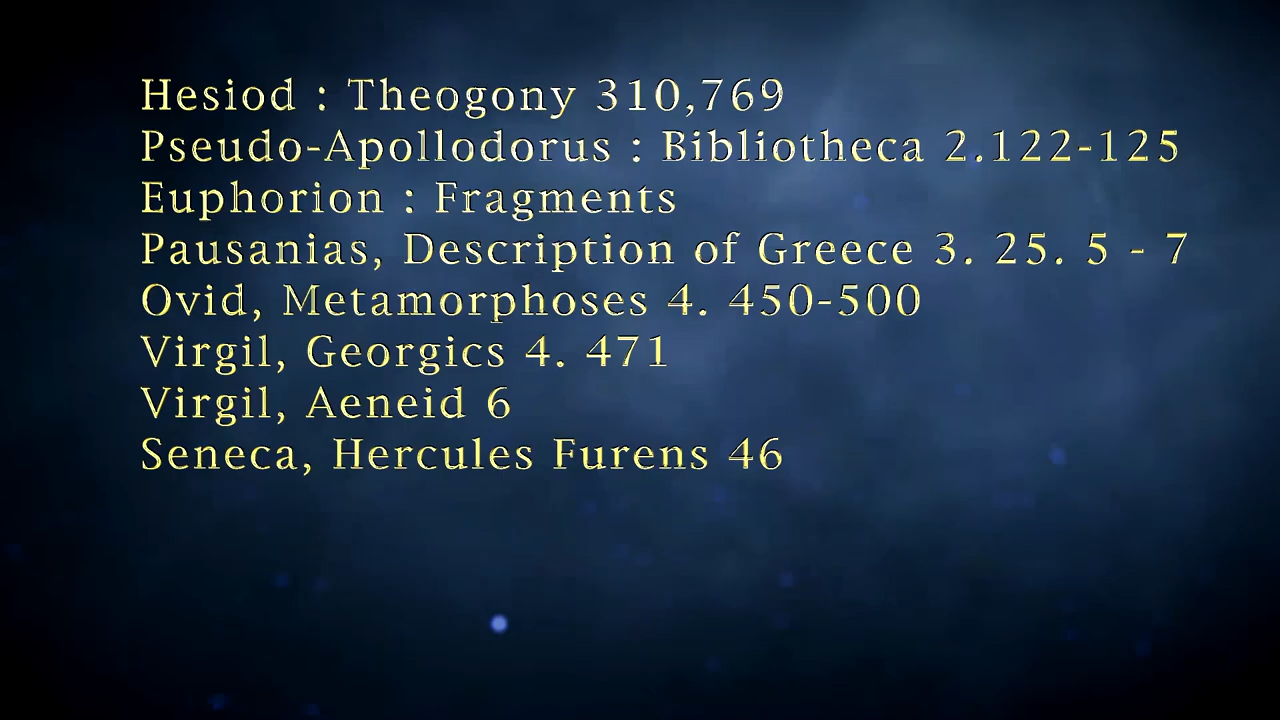 Hesiod : Theogony 310,769
Pseudo-Apollodorus : Bibliotheca 2.122-125
Euphorion : Fragments
Pausanias, Description of Greece 3. 25. 5 - 7
Ovid, Metamorphoses 4. 450-500
Virgil, Georgics 4. 471
Virgil, Aeneid 6
Seneca, Hercules Furens 46